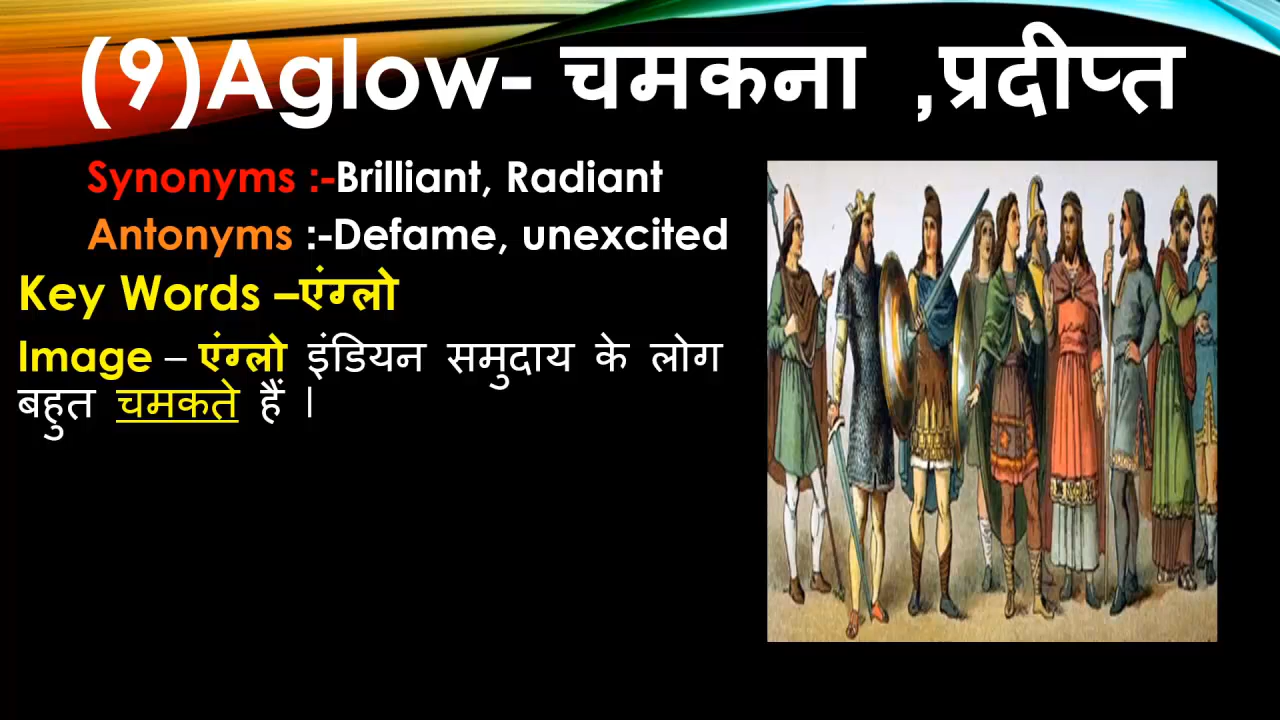 (9)Aglow- चमकना ,प्रदीप्त
Synonyms :-Brilliant, Radiant
Antonyms :-Defame, unexcited
Key Words –एंग्लो
Image – एंग्लो इंडियन समुदाय के लोग
बहुत चमकते हैं ।